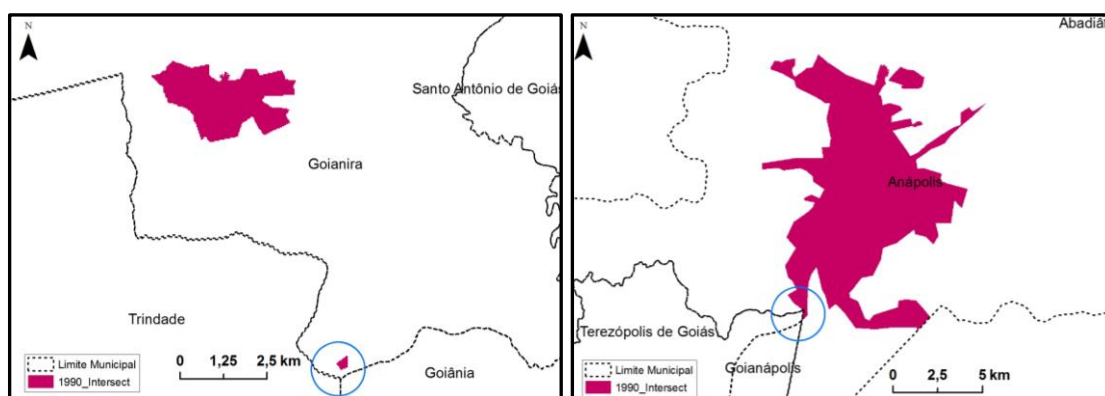 N
Santo Antônio de Goiás
Goianira
Trindade
Goiânia
Limite Municipal
1990_Intersect
0 1,25 2,5 km
N
Anápolis
Terezópolis de Goiás
Goianápolis
Limite Municipal
1990_Intersect
0 2,5 5 km